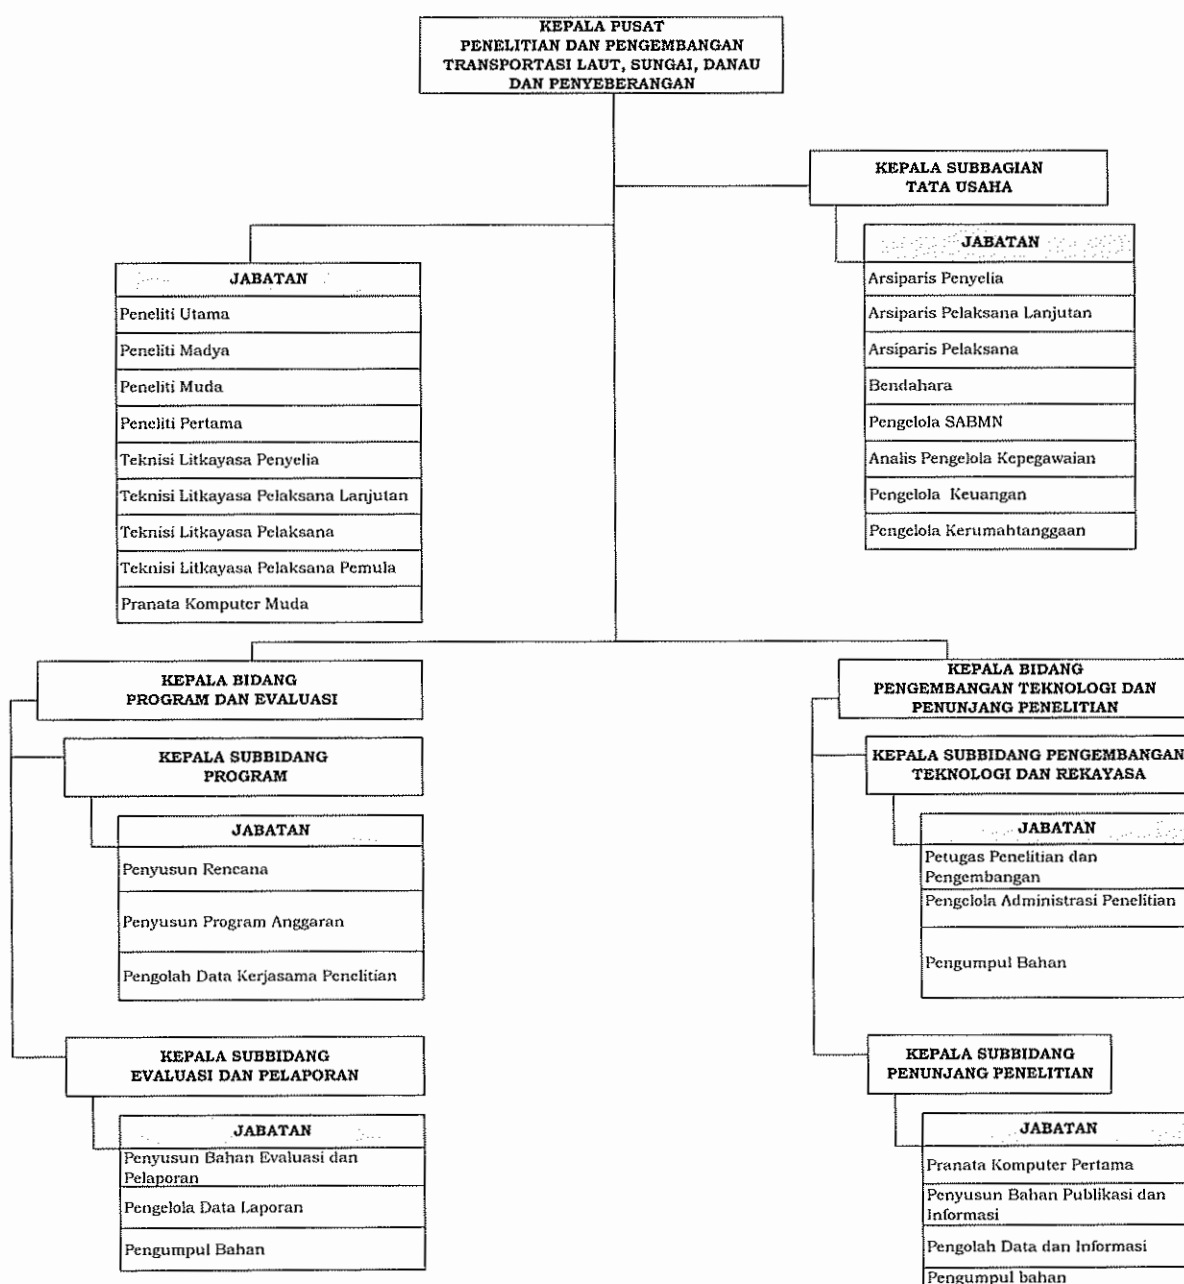 KEPALA PUSAT
PENELITIAN DAN PENGEMBANGAN
TRANSPORTASI LAUT, SUNGAI, DANAU
DAN PENYEBERANGAN
KEPALA SUBBAGIAN
TATA USAHA
JABATAN
Arsiparis Penyelia
Arsiparis Pelaksana Lanjutan
Arsiparis Pelaksana
Bendahara
Pengelola SABMN
Analis Pengelola Kepegawaian
Pengelola Keuangan
Pengelola Kerumahtanggaan
JABATAN
Peneliti Utama
Peneliti Madya
Peneliti Muda
Peneliti Pertama
Teknisi Litkayasa Penyelia
Teknisi Litkayasa Pelaksana Lanjutan
Teknisi Litkayasa Pelaksana
Teknisi Litkayasa Pelaksana Pemula
Pranata Komputer Muda
KEPALA BIDANG
PROGRAM DAN EVALUASI
KEPALA SUBBIDANG
PROGRAM
JABATAN
Penyusun Rencana
Penyusun Program Anggaran
Pengolah Data Kerjasama Penelitian
KEPALA SUBBIDANG
EVALUASI DAN PELAPORAN
JABATAN
Penyusun Bahan Evaluasi dan
Pelaporan
Pengelola Data Laporan
Pengumpul Bahan
KEPALA BIDANG
PENGEMBANGAN TEKNOLOGI DAN
PENUNJANG PENELITIAN
KEPALA SUBBIDANG PENGEMBANGAN
TEKNOLOGI DAN REKAYASA
JABATAN
Petugas Penelitian dan
Pengembangan
Pengelola Administrasi Penelitian
Pengumpul Bahan
KEPALA SUBBIDANG
PENUNJANG PENELITIAN
JABATAN
Pranata Komputer Pertama
Penyusun Bahan Publikasi dan
Informasi
Pengolah Data dan Informasi
Pengumpul bahan